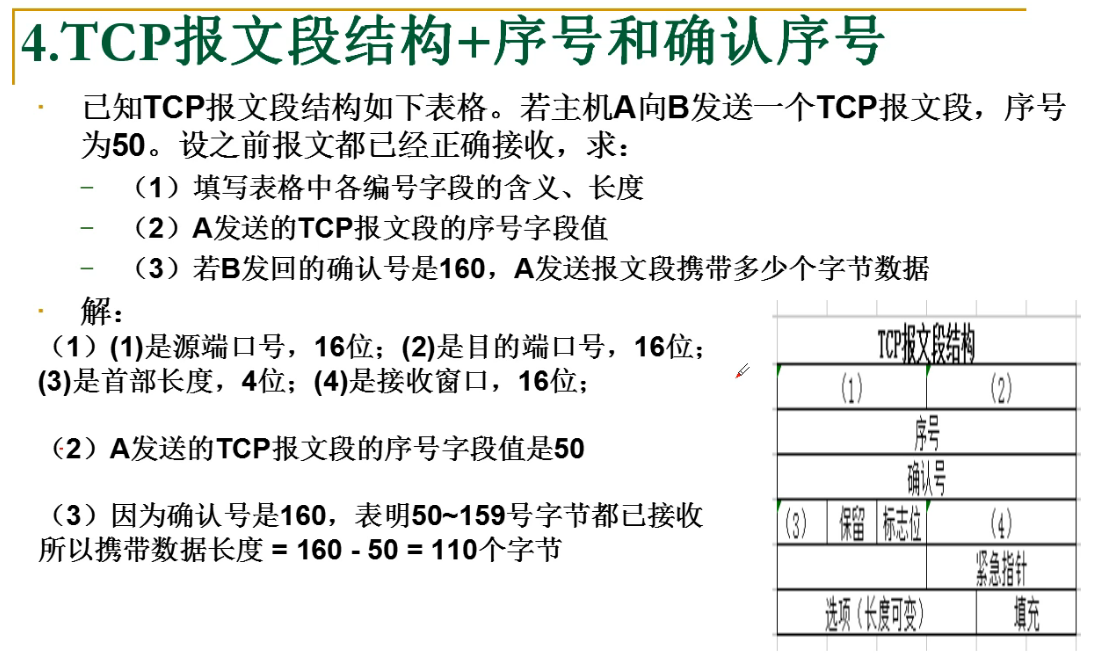 4.TCP报文段结构+序号和确认序号
已知TCP报文段结构如下表格。若主机A向B发送一个TCP报文段，序号
为50。设之前报文都已经正确接收，求：
（1）填写表格中各编号字段的含义、长度
（2）A发送的TCP报文段的序号字段值
（3）若B发回的确认号是160，A发送报文段携带多少个字节数据
解：
（1）(1)是源端口号，16位；(2)是目的端口号，16位；
(3)是首部长度，4位；(4)是接收窗口，16位；
（2）A发送的TCP报文段的序号字段值是50
（3）因为确认号是160，表明50~159号字节都已接收
所以携带数据长度 = 160 - 50 = 110个字节
TCP报文段结构
(1) (2)
序号
确认号
(3) 保留 标志位 (4)
紧急指针
选项（长度可变） 填充